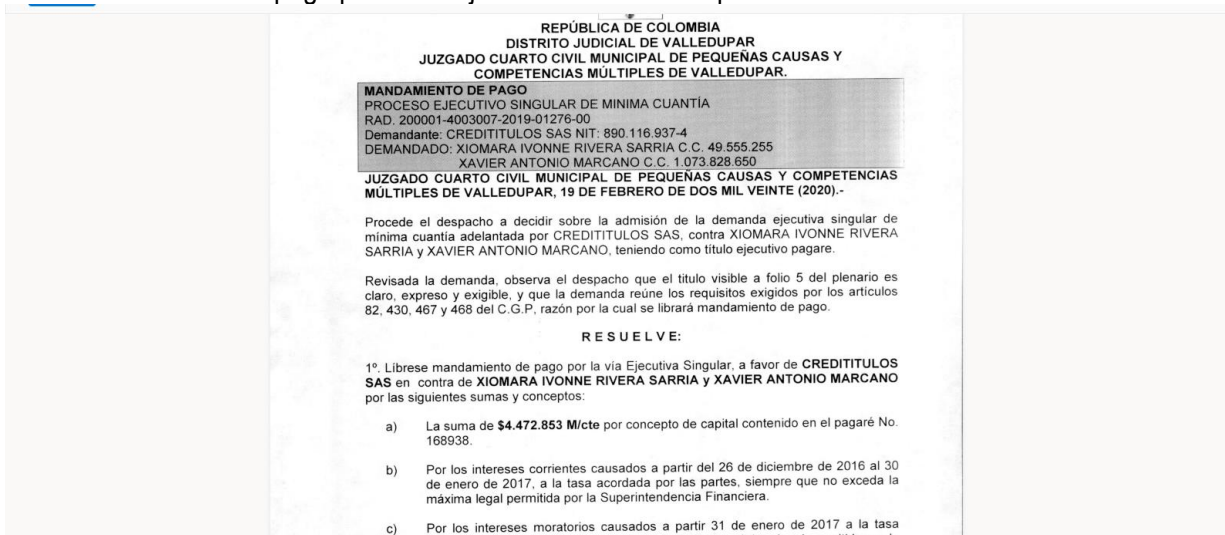 REPÚBLICA DE COLOMBIA
DISTRITO JUDICIAL DE VALLEDUPAR
JUZGADO CUARTO CIVIL MUNICIPAL DE PEQUEÑAS CAUSAS Y
COMPETENCIAS MÚLTIPLES DE VALLEDUPAR.
MANDAMIENTO DE PAGO
PROCESO EJECUTIVO SINGULAR DE MINIMA CUANTÍA
RAD. 200001-4003007-2019-01276-00
Demandante: CREDITITULOS SAS NIT: 890.116.937-4
DEMANDADO: XIOMARA IVONNE RIVERA SARRIA C.C. 49.555.255
XAVIER ANTONIO MARCANO C.C. 1.073.828.650
JUZGADO CUARTO CIVIL MUNICIPAL DE PEQUEÑAS CAUSAS Y COMPETENCIAS
MÚLTIPLES DE VALLEDUPAR, 19 DE FEBRERO DE DOS MIL VEINTE (2020).-
Procede el despacho a decidir sobre la admisión de la demanda ejecutiva singular de
mínima cuantía adelantada por CREDITITULOS SAS, contra XIOMARA IVONNE RIVERA
SARRIA y XAVIER ANTONIO MARCANO, teniendo como título ejecutivo pagare.
Revisada la demanda, observa el despacho que el titulo visible a folio 5 del plenario es
claro, expreso y exigible, y que la demanda reúne los requisitos exigidos por los artículos
82, 430, 467 y 468 del C.G.P, razón por la cual se librará mandamiento de pago.
R E S U E L V E:
1º. Librese mandamiento de pago por la vía Ejecutiva Singular, a favor de CREDITITULOS
SAS en contra de XIOMARA IVONNE RIVERA SARRIA y XAVIER ANTONIO MARCANO
por las siguientes sumas y conceptos:
a) La suma de $4.472.853 M/cte por concepto de capital contenido en el pagaré No.
168938.
b) Por los intereses corrientes causados a partir del 26 de diciembre de 2016 al 30
de enero de 2017, a la tasa acordada por las partes, siempre que no exceda la
máxima legal permitida por la Superintendencia Financiera.
c) Por los intereses moratorios causados a partir 31 de enero de 2017 a la tasa